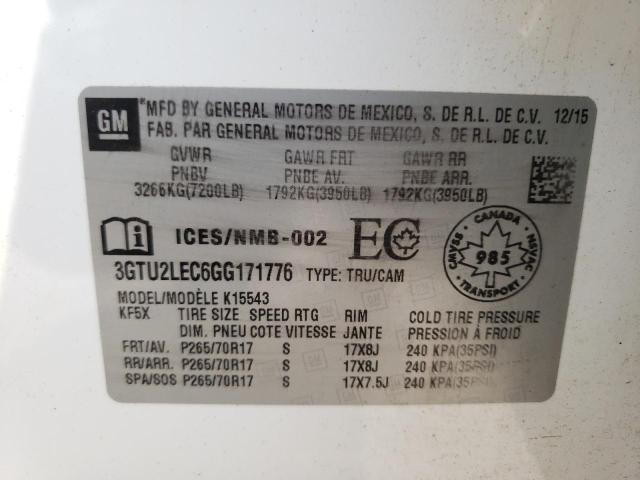 GM
*MFD BY GENERAL MOTORS DE MEXICO, S. DE R.L. DE C.V. 12/15
FAB. PAR GENERAL MOTORS DE MEXICO, S. DE R.L. DE C.V.
GVWR GAWR FRT GAWR RR
PNBV PNBE AV. PNBE ARR.
3266KG(7200LB) 1792KG(3950LB) 1792KG(3950LB)
ICES/NMB-002 EC
CANADA
CMVSS 985 NSVAC
3GTU2LEC6GG171776 TYPE: TRU/CAM
MODEL/MODÈLE K15543
KF5X TIRE SIZE SPEED RTG RIM COLD TIRE PRESSURE
DIM. PNEU COTE VITESSE JANTE PRESSION À FROID
FRT/AV. P265/70R17 S 17X8J 240 KPA(35PSI)
RR/ARR. P265/70R17 S 17X8J 240 KPA(35PSI)
SPA/SOS P265/70R17 S 17X7.5J 240 KPA(35PSI)